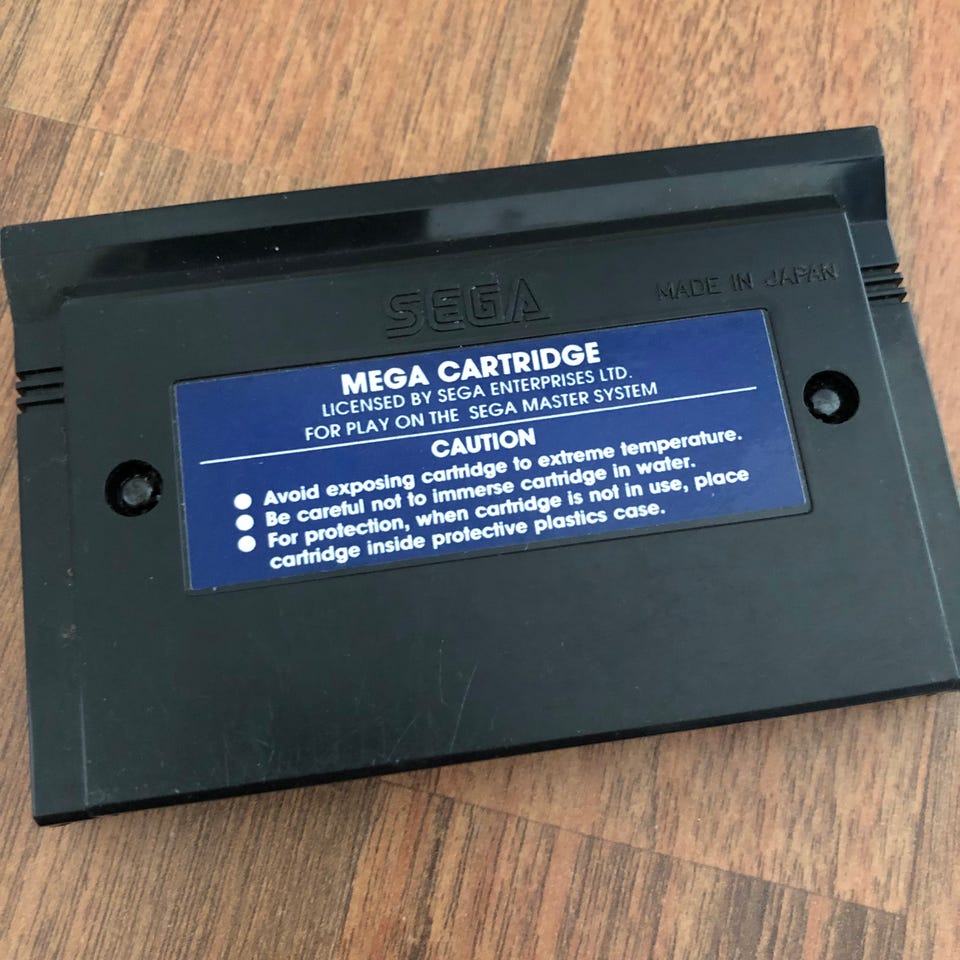 SEGA
MADE IN JAPAN
MEGA CARTRIDGE
LICENSED BY SEGA ENTERPRISES LTD.
FOR PLAY ON THE SEGA MASTER SYSTEM
CAUTION
● Avoid exposing cartridge to extreme temperature.
● Be careful not to immerse cartridge in water.
● For protection, when cartridge is not in use, place
cartridge inside protective plastics case.